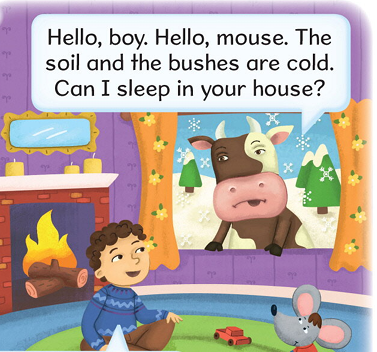 Hello, boy. Hello, mouse. The
soil and the bushes are cold.
Can I sleep in your house?